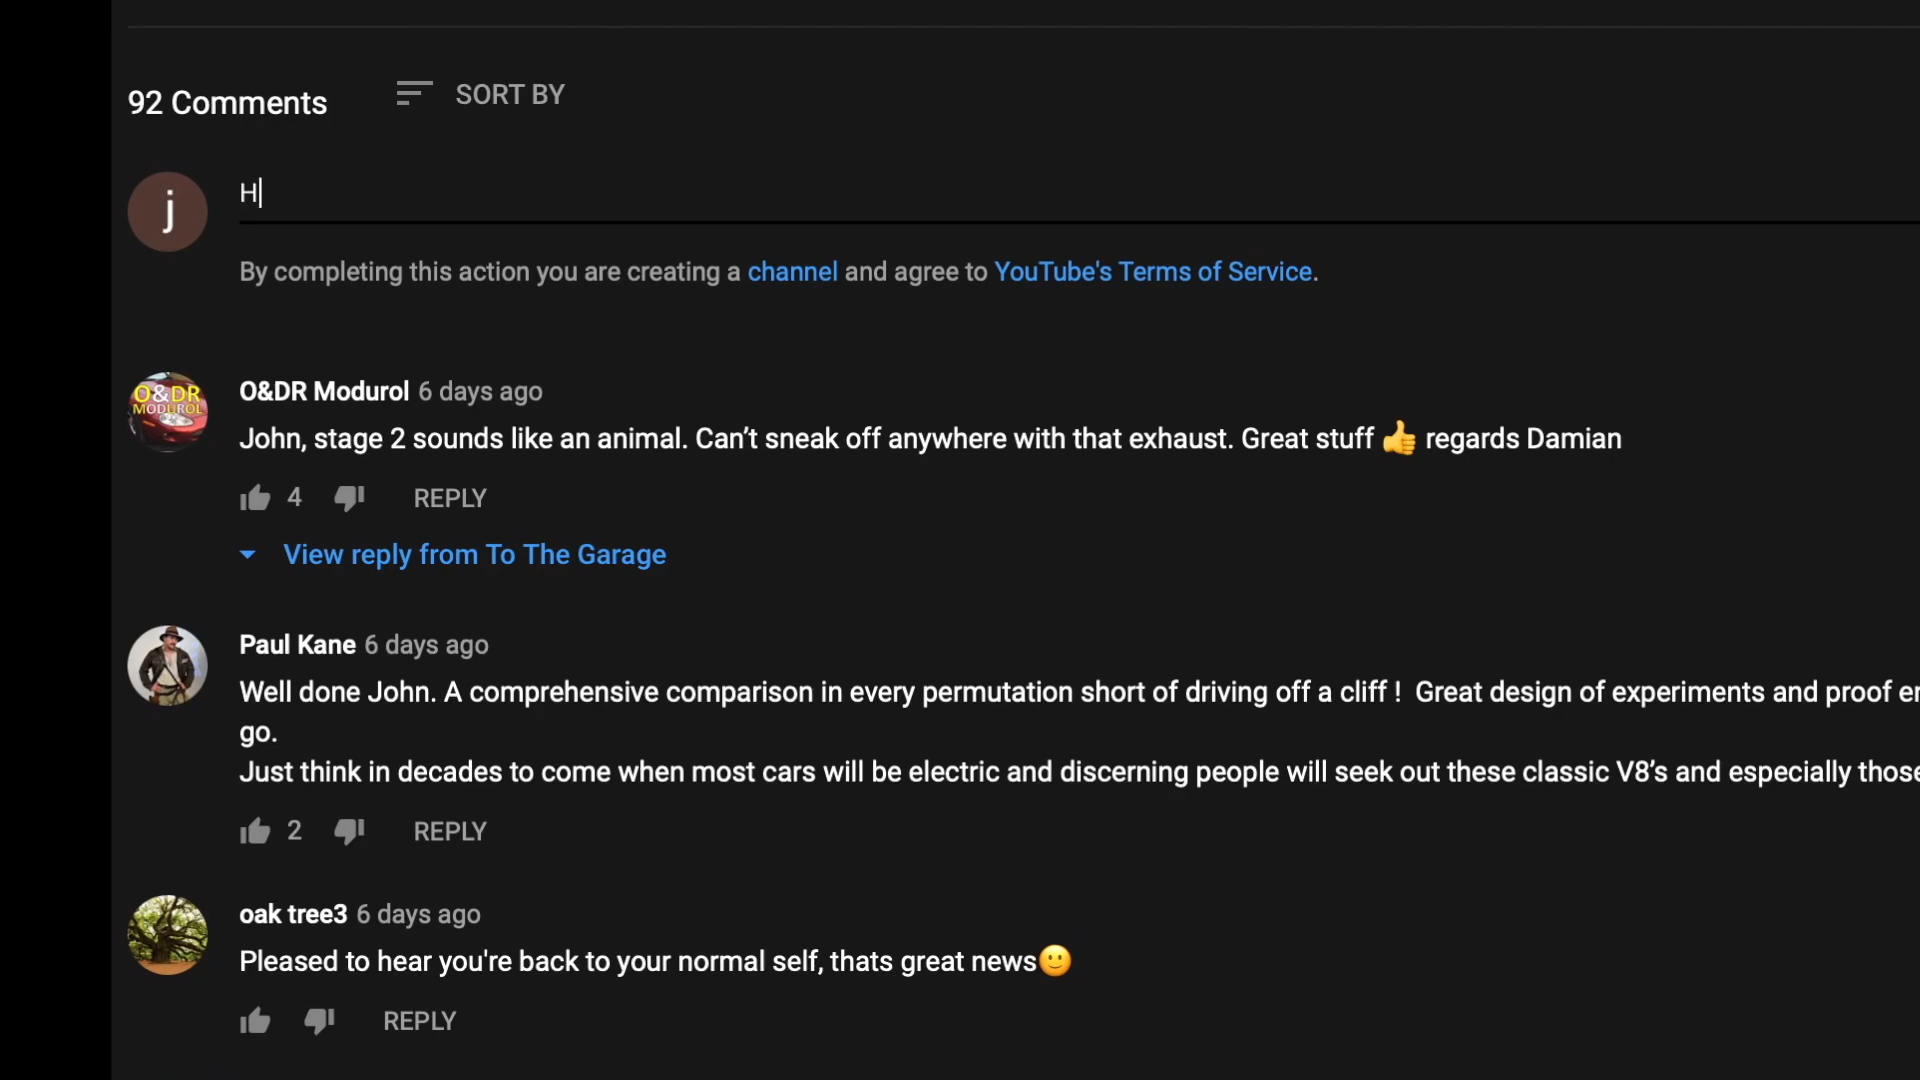 92 Comments
SORT BY
j
H
By completing this action you are creating a channel and agree to YouTube's Terms of Service.
O&DR
MODUROL
O&DR Modurol 6 days ago
John, stage 2 sounds like an animal. Can’t sneak off anywhere with that exhaust. Great stuff 👍 regards Damian
4 REPLY
View reply from To The Garage
Paul Kane 6 days ago
Well done John. A comprehensive comparison in every permutation short of driving off a cliff ! Great design of experiments and proof
go.
Just think in decades to come when most cars will be electric and discerning people will seek out these classic V8’s and especially those
2 REPLY
oak tree3 6 days ago
Pleased to hear you're back to your normal self, thats great news🙂
REPLY